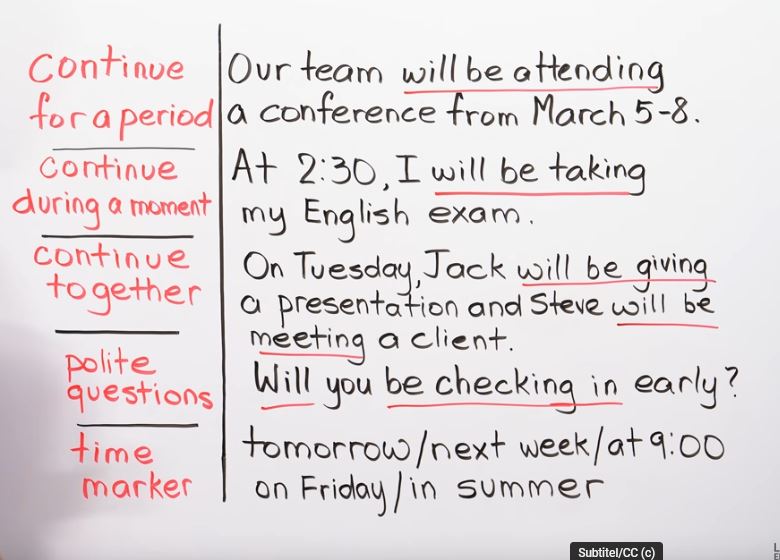 continue
for a period
Our team will be attending
a conference from March 5-8.
continue
during a moment
At 2:30, I will be taking
my English exam.
continue
together
On Tuesday, Jack will be giving
a presentation and Steve will be
meeting a client.
polite
questions
Will you be checking in early?
time
marker
tomorrow/next week/at 9:00
on Friday/in summer
Subtitel/CC (c)